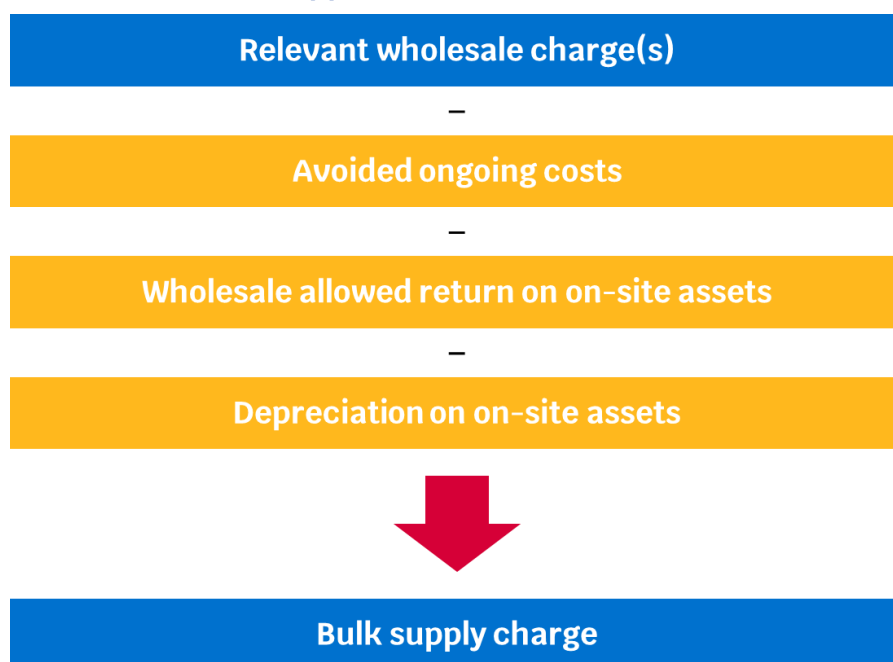 Relevant wholesale charge(s)
–
Avoided ongoing costs
–
Wholesale allowed return on on-site assets
–
Depreciation on on-site assets
Bulk supply charge